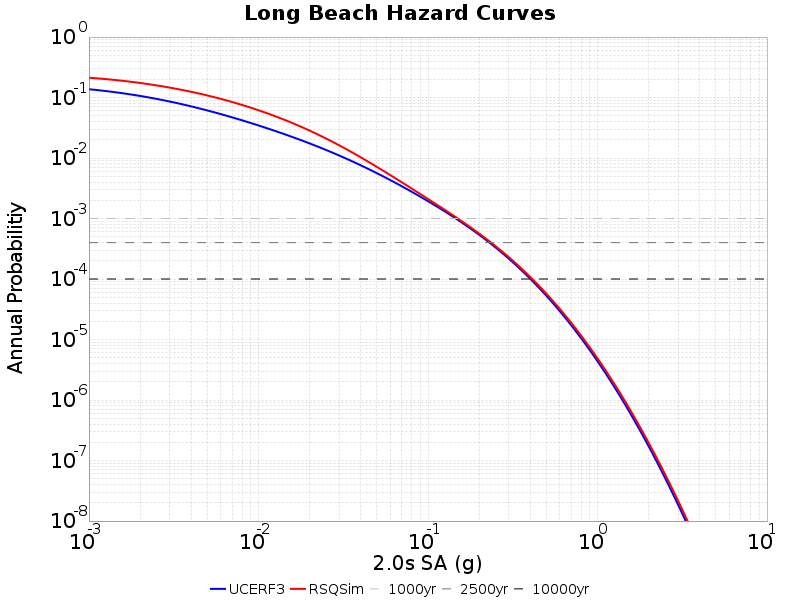 Long Beach Hazard Curves
Annual Probabilitiy
10^0
10^-1
10^-2
10^-3
10^-4
10^-5
10^-6
10^-7
10^-8
10^-3 10^-2 10^-1 10^0 10^1
2.0s SA (g)
UCERF3 RSQSim 1000yr 2500yr 10000yr